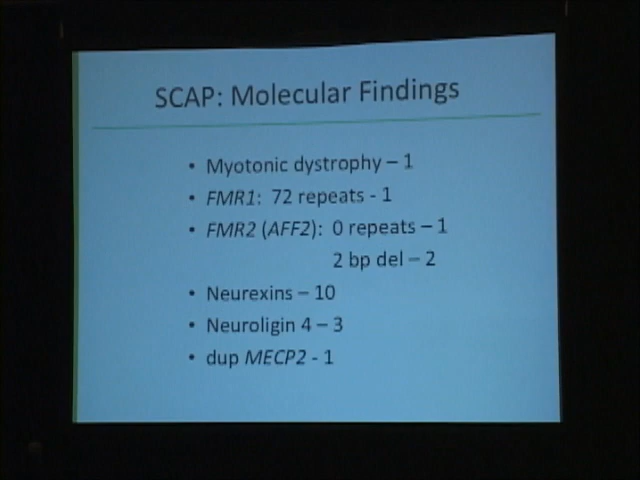 SCAP: Molecular Findings
• Myotonic dystrophy – 1
• FMR1: 72 repeats - 1
• FMR2 (AFF2): 0 repeats – 1
2 bp del – 2
• Neurexins – 10
• Neuroligin 4 – 3
• dup MECP2 - 1